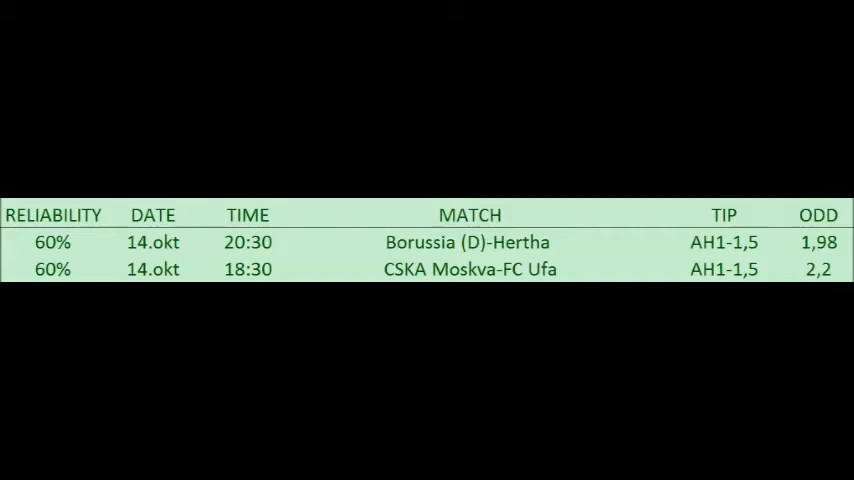 RELIABILITY DATE TIME MATCH TIP ODD
60% 14.okt 20:30 Borussia (D)-Hertha AH1-1,5 1,98
60% 14.okt 18:30 CSKA Moskva-FC Ufa AH1-1,5 2,2